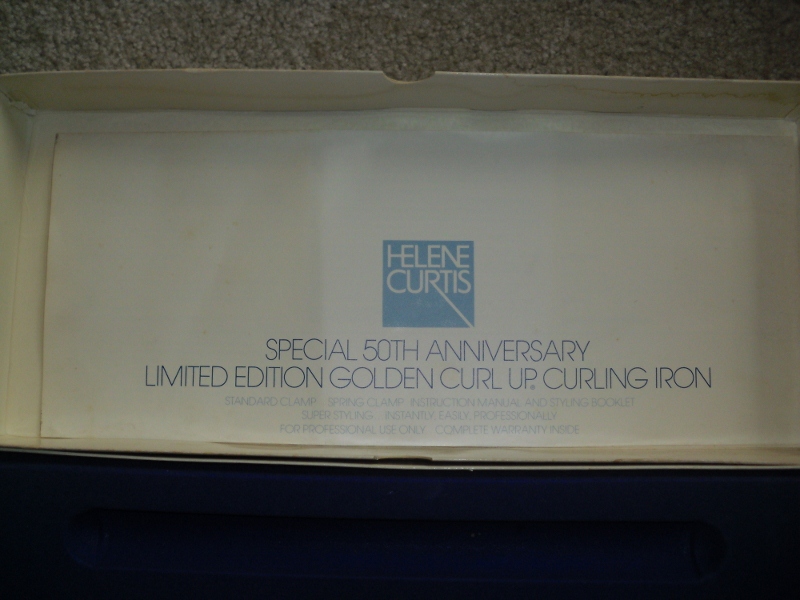 HELENE
CURTIS
SPECIAL 50TH ANNIVERSARY
LIMITED EDITION GOLDEN CURL UP® CURLING IRON
STANDARD CLAMP SPRING CLAMP INSTRUCTION MANUAL AND STYLING BOOKLET
SUPER STYLING INSTANTLY, EASILY, PROFESSIONALLY
FOR PROFESSIONAL USE ONLY COMPLETE WARRANTY INSIDE